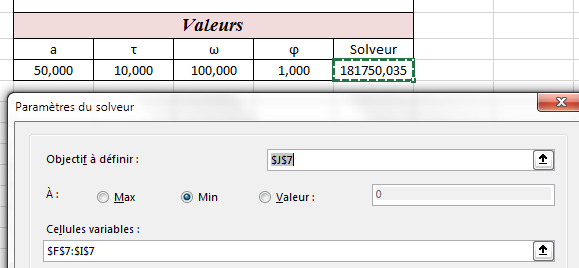 Valeurs
a τ ω φ Solveur
50,000 10,000 100,000 1,000 181750,035
Paramètres du solveur
Objectif à définir : $J$7
À : Max Min Valeur : 0
Cellules variables :
$F$7:$I$7